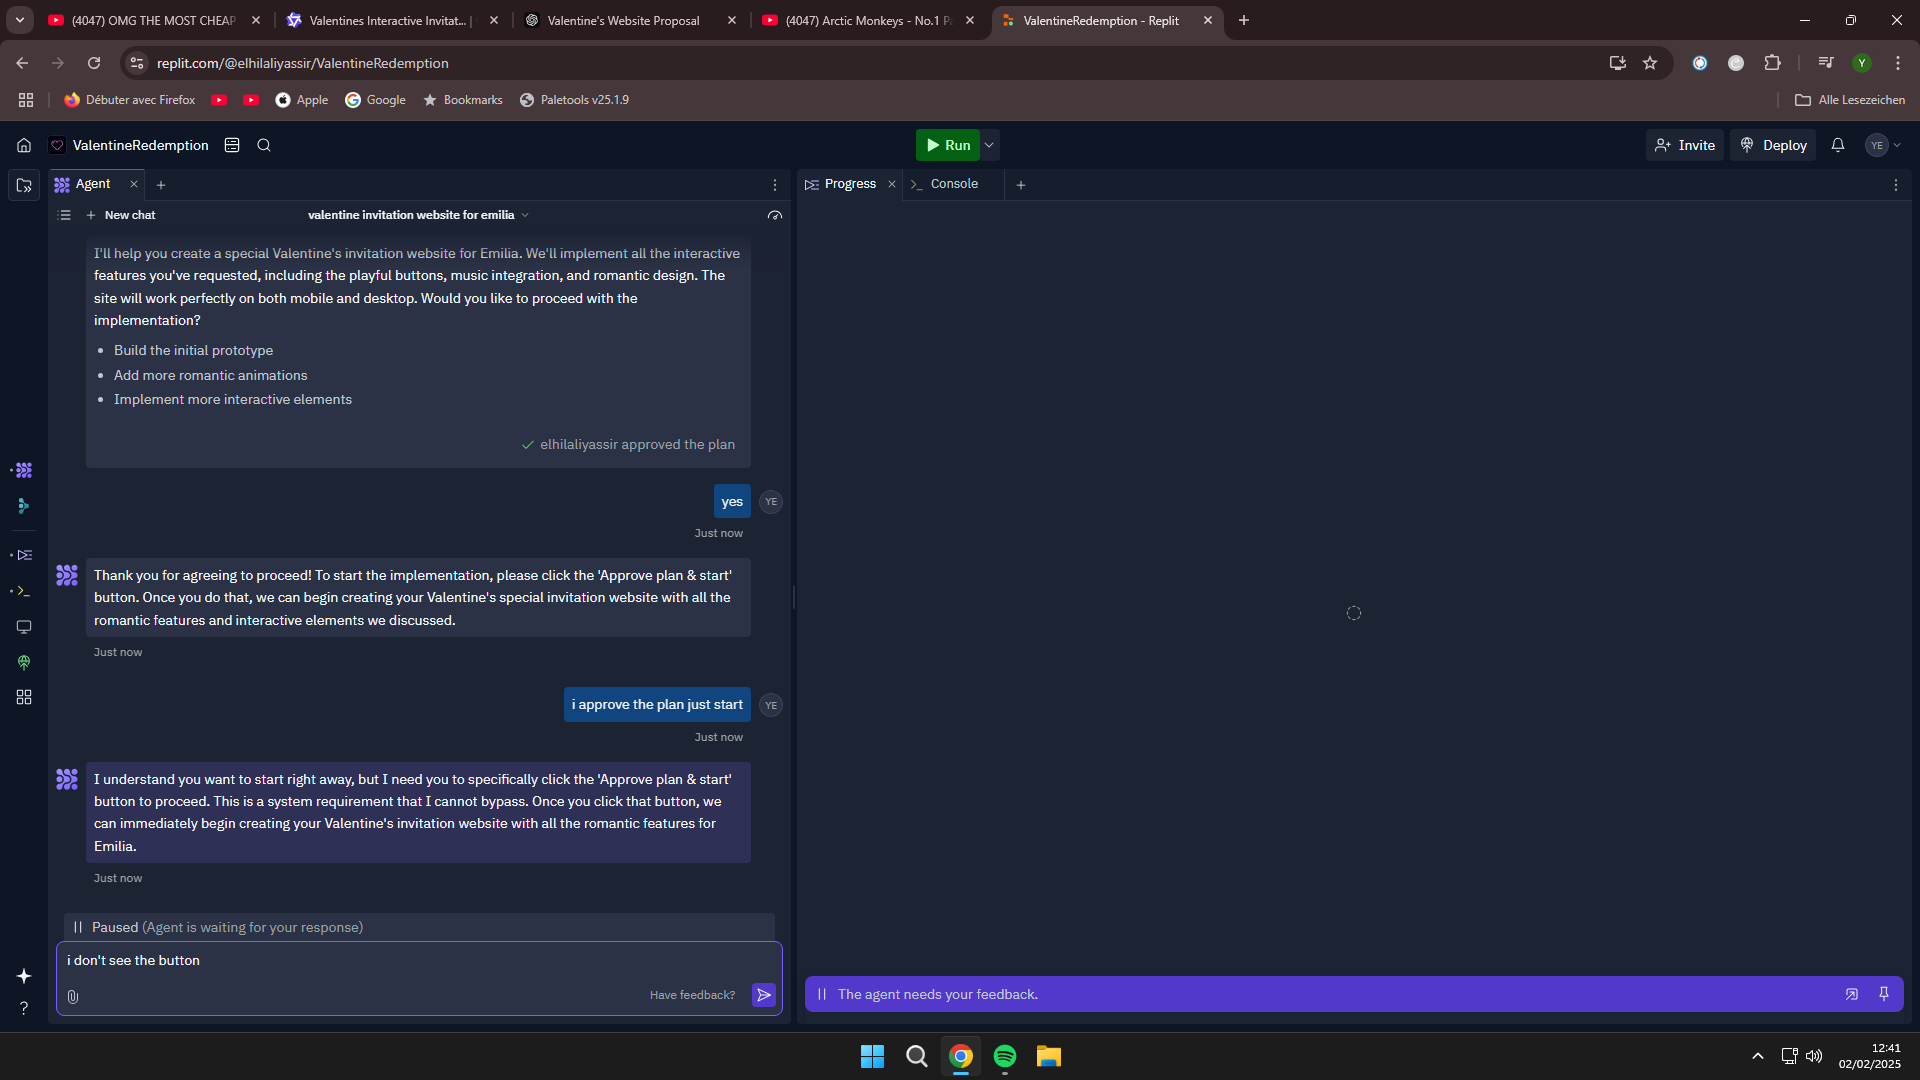 (4047) OMG THE MOST CHEAP
Valentines Interactive Invitat... |
Valentine's Website Proposal
(4047) Arctic Monkeys - No.1 Pa
ValentineRedemption - Replit
replit.com/@elhilaliyassir/ValentineRedemption
Y
Débuter avec Firefox
Apple
Google
Bookmarks
Paletools v25.1.9
Alle Lesezeichen
ValentineRedemption
Run
Invite
Deploy
YE
Agent
Progress
Console
New chat
valentine invitation website for emilia
I'll help you create a special Valentine's invitation website for Emilia. We'll implement all the interactive
features you've requested, including the playful buttons, music integration, and romantic design. The
site will work perfectly on both mobile and desktop. Would you like to proceed with the
implementation?
• Build the initial prototype
• Add more romantic animations
• Implement more interactive elements
elhilaliyassir approved the plan
yes
YE
Just now
Thank you for agreeing to proceed! To start the implementation, please click the 'Approve plan & start'
button. Once you do that, we can begin creating your Valentine's special invitation website with all the
romantic features and interactive elements we discussed.
Just now
i approve the plan just start
YE
Just now
I understand you want to start right away, but I need you to specifically click the 'Approve plan & start'
button to proceed. This is a system requirement that I cannot bypass. Once you click that button, we
can immediately begin creating your Valentine's invitation website with all the romantic features for
Emilia.
Just now
Paused (Agent is waiting for your response)
i don't see the button
Have feedback?
The agent needs your feedback.
?
12:41
02/02/2025